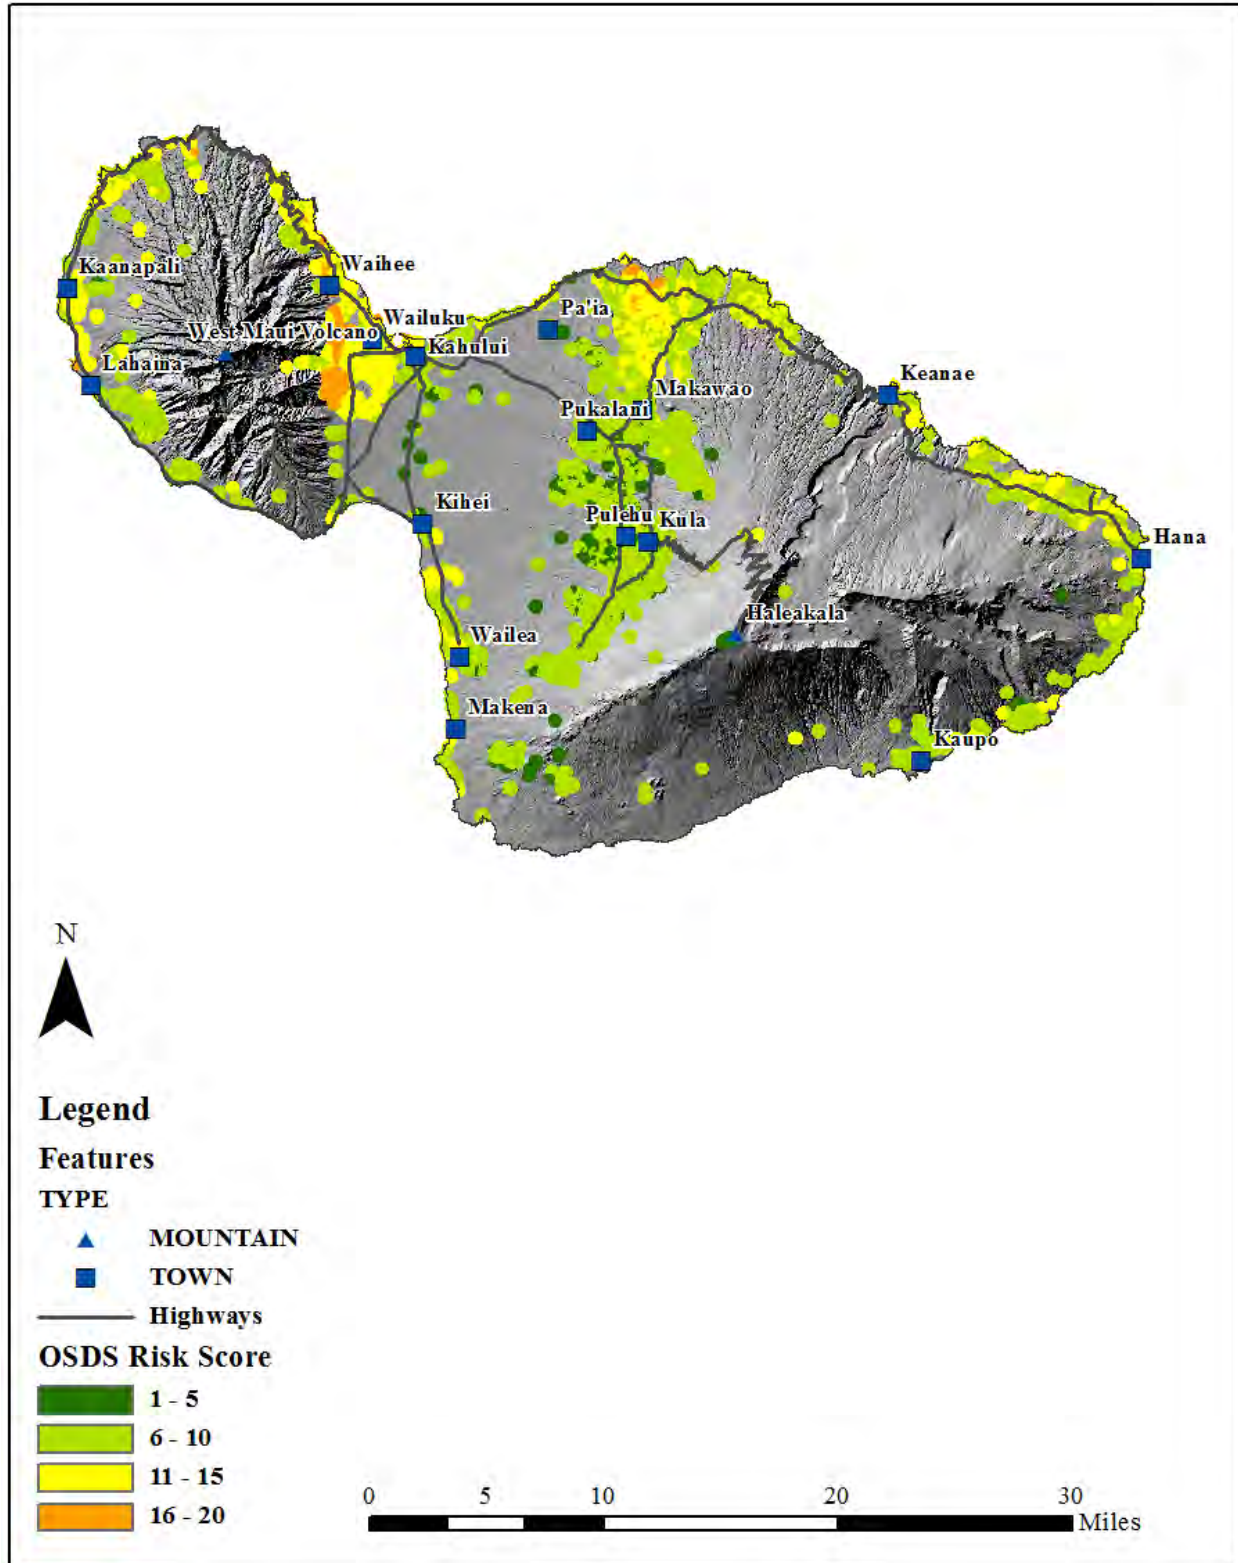 Kaanapali
Waihee
Wailuku
West Maui Volcano
Kahului
Lahaina
Pa'ia
Makawao
Pukalani
Keanae
Kihei
Pulehu
Kula
Hana
Haleakala
Wailea
Makena
Kaupo
N
Legend
Features
TYPE
MOUNTAIN
TOWN
Highways
OSDS Risk Score
1 - 5
6 - 10
11 - 15
16 - 20
0 5 10 20 30
Miles